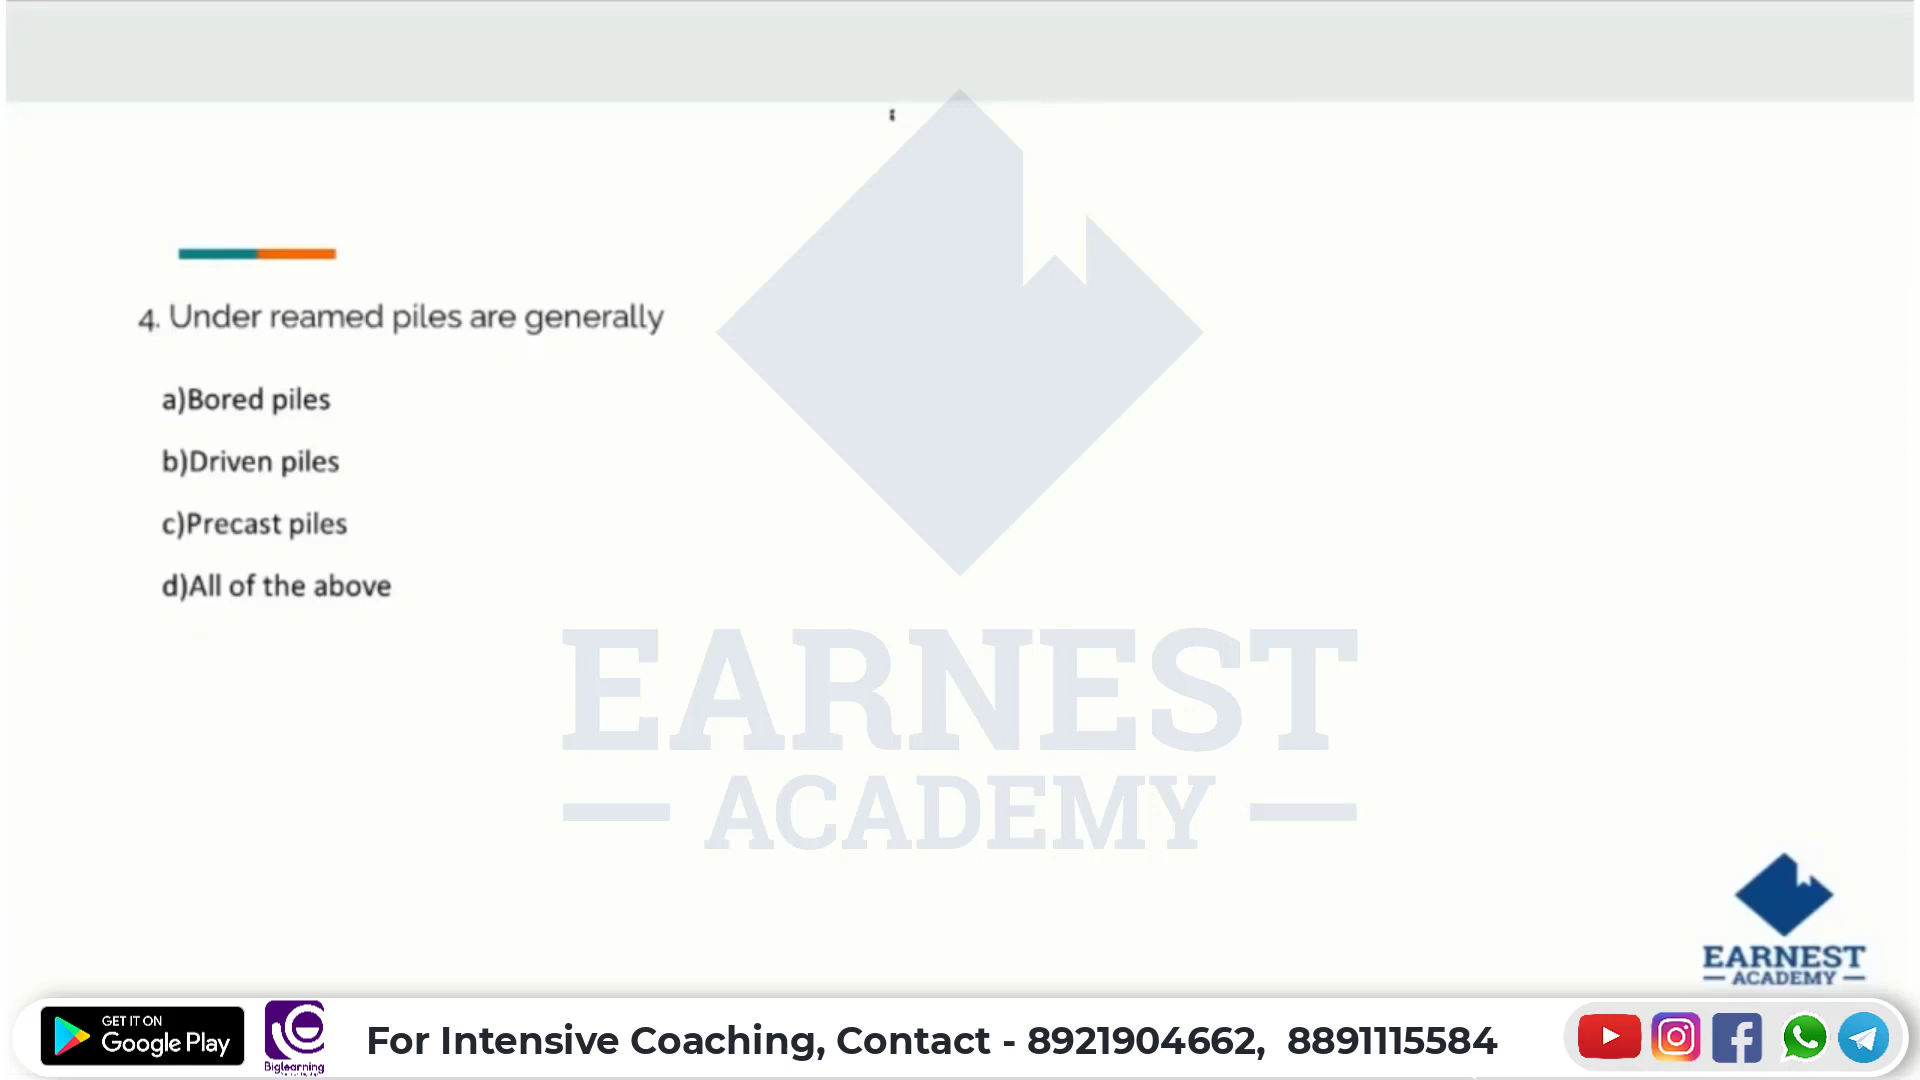 4. Under reamed piles are generally
a)Bored piles
b)Driven piles
c)Precast piles
d)All of the above
EARNEST
ACADEMY
EARNEST
ACADEMY
GET IT ON
Google Play
Biglearning
For Intensive Coaching, Contact - 8921904662, 8891115584